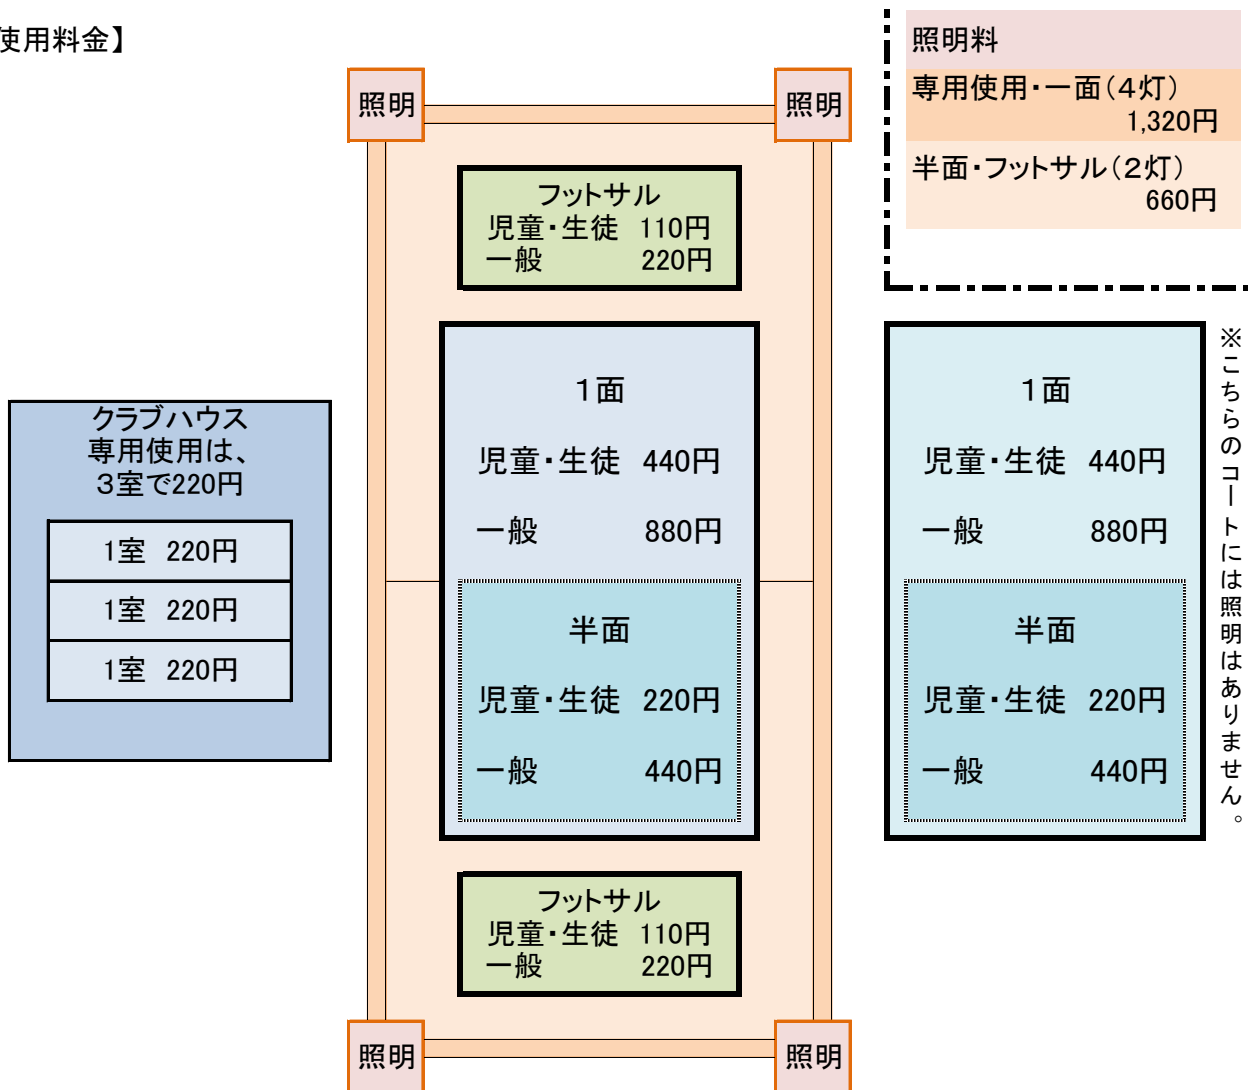 使用料金】
照明
照明
照明料
専用使用・一面(4灯)
1,320円
半面・フットサル(2灯)
660円
フットサル
児童・生徒 110円
一般 220円
クラブハウス
専用使用は、
3室で220円
1室 220円
1室 220円
1室 220円
1面
児童・生徒 440円
一般 880円
半面
児童・生徒 220円
一般 440円
1面
児童・生徒 440円
一般 880円
半面
児童・生徒 220円
一般 440円
※こちらのコートには照明はありません。
フットサル
児童・生徒 110円
一般 220円
照明
照明